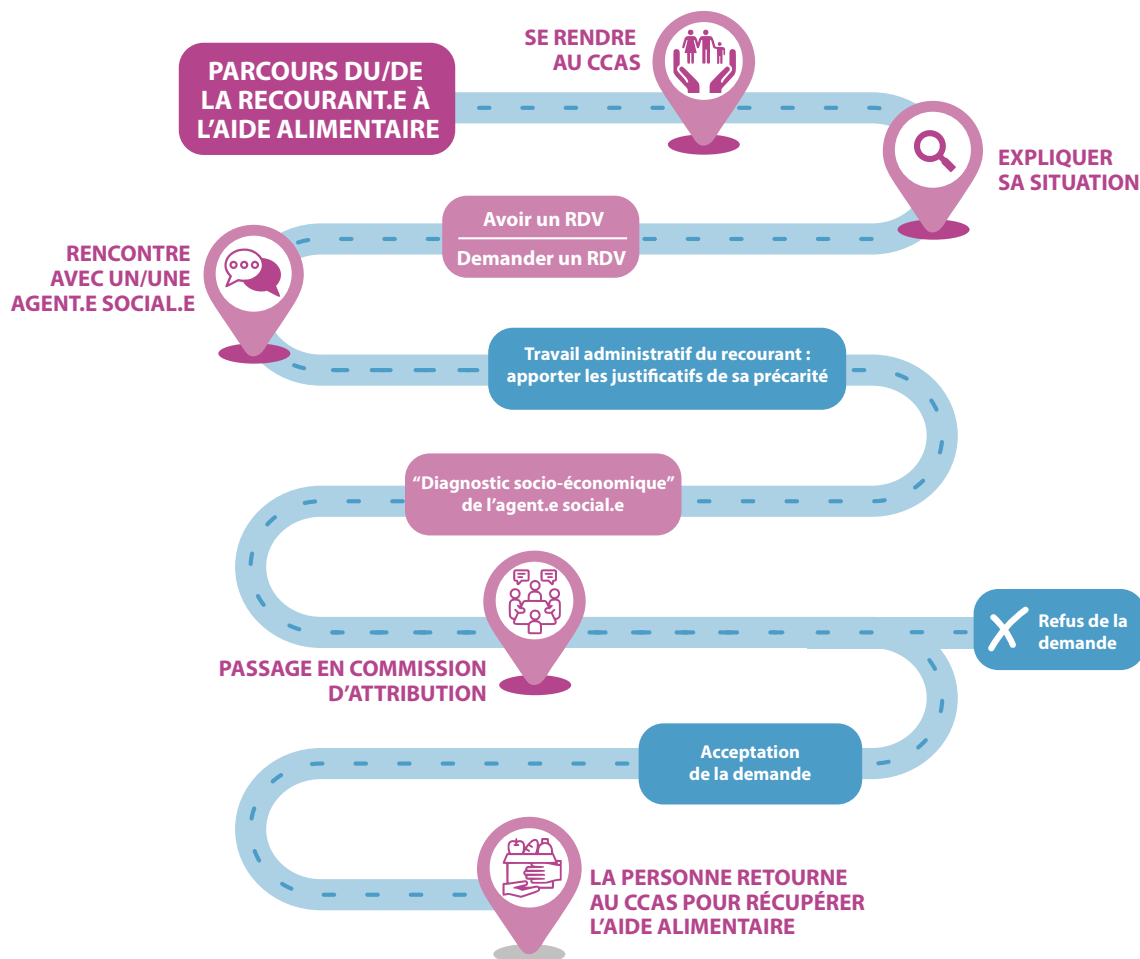 PARCOURS DU/DE
LA RECOURANT.E À
L’AIDE ALIMENTAIRE
SE RENDRE
AU CCAS
EXPLIQUER
SA SITUATION
Avoir un RDV
Demander un RDV
RENCONTRE
AVEC UN/UNE
AGENT.E SOCIAL.E
Travail administratif du recourant :
apporter les justificatifs de sa précarité
“Diagnostic socio-économique”
de l’agent.e social.e
PASSAGE EN COMMISSION
D’ATTRIBUTION
Refus de la
demande
Acceptation
de la demande
LA PERSONNE RETOURNE
AU CCAS POUR RÉCUPÉRER
L’AIDE ALIMENTAIRE